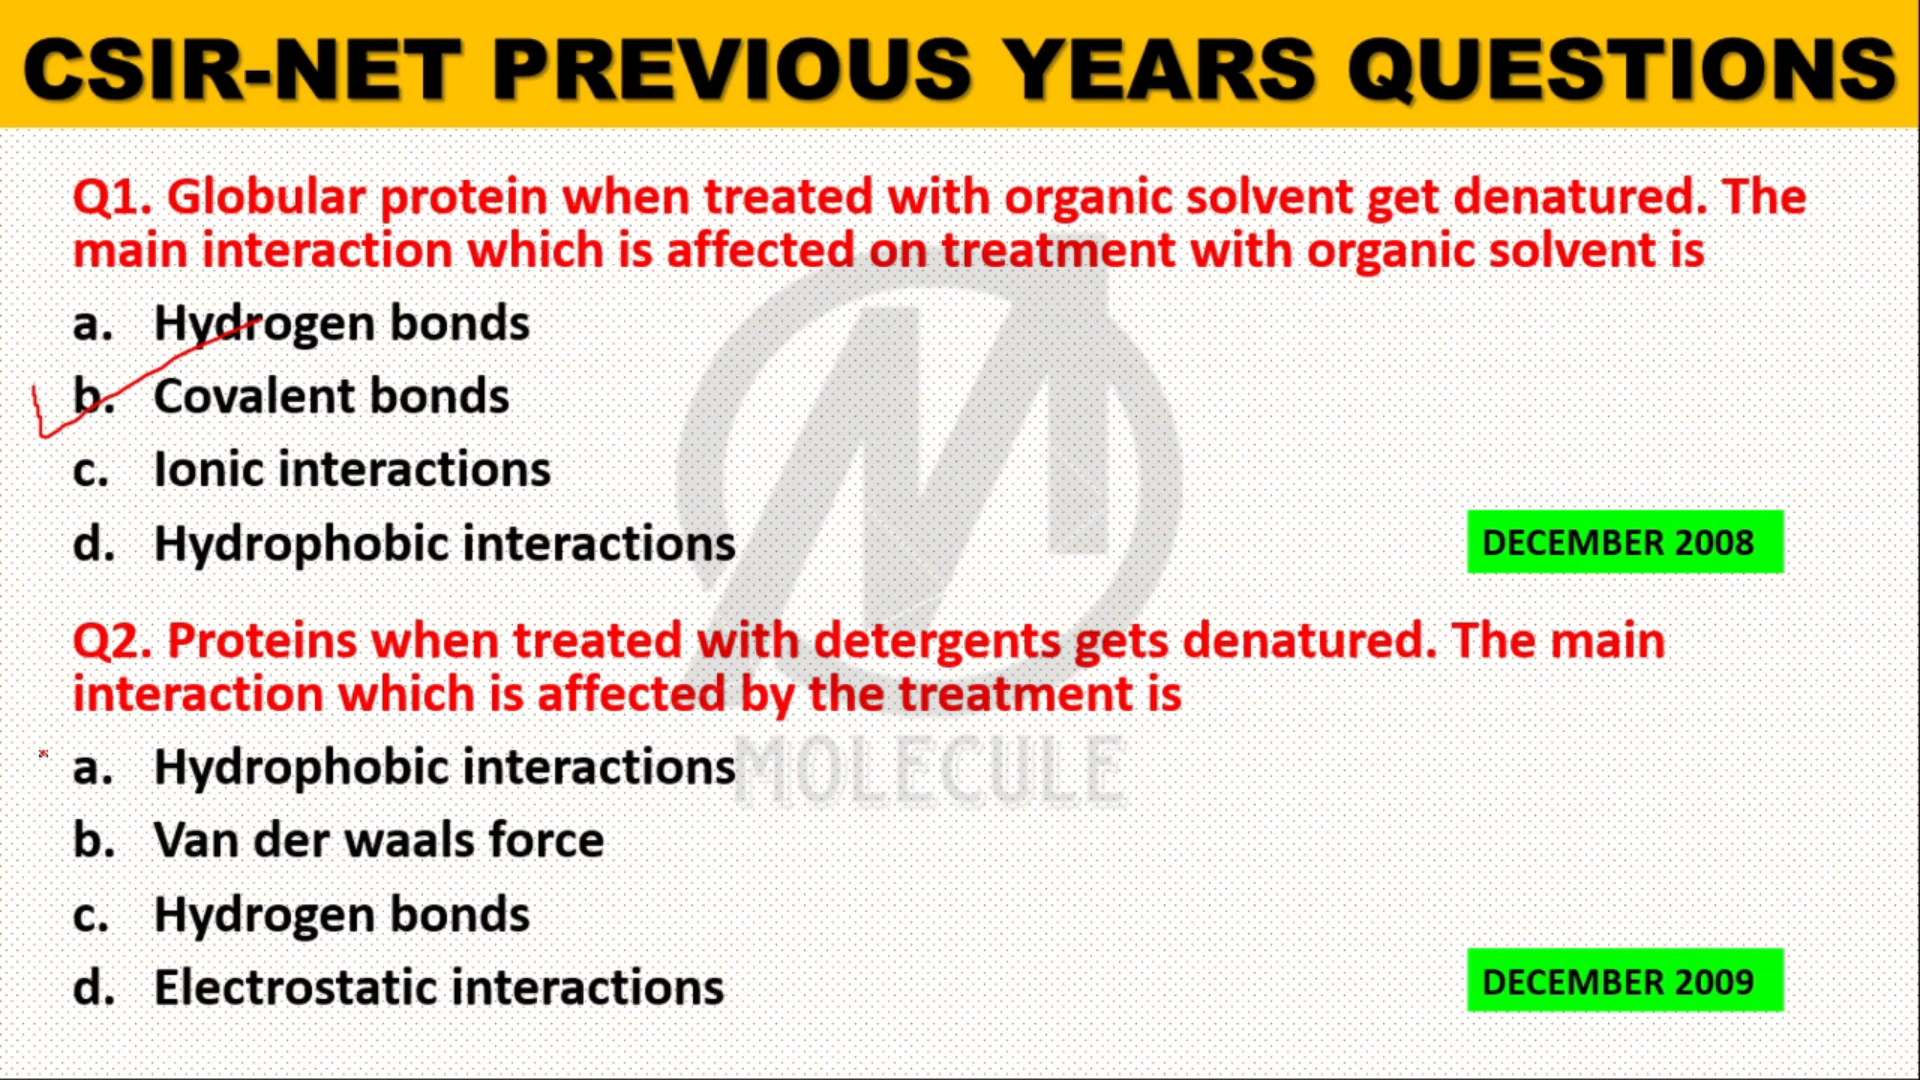 CSIR-NET PREVIOUS YEARS QUESTIONS
Q1. Globular protein when treated with organic solvent get denatured. The
main interaction which is affected on treatment with organic solvent is
a. Hydrogen bonds
b. Covalent bonds
c. Ionic interactions
d. Hydrophobic interactions
DECEMBER 2008
Q2. Proteins when treated with detergents gets denatured. The main
interaction which is affected by the treatment is
a. Hydrophobic interactions
b. Van der waals force
c. Hydrogen bonds
d. Electrostatic interactions
DECEMBER 2009
MOLECULE